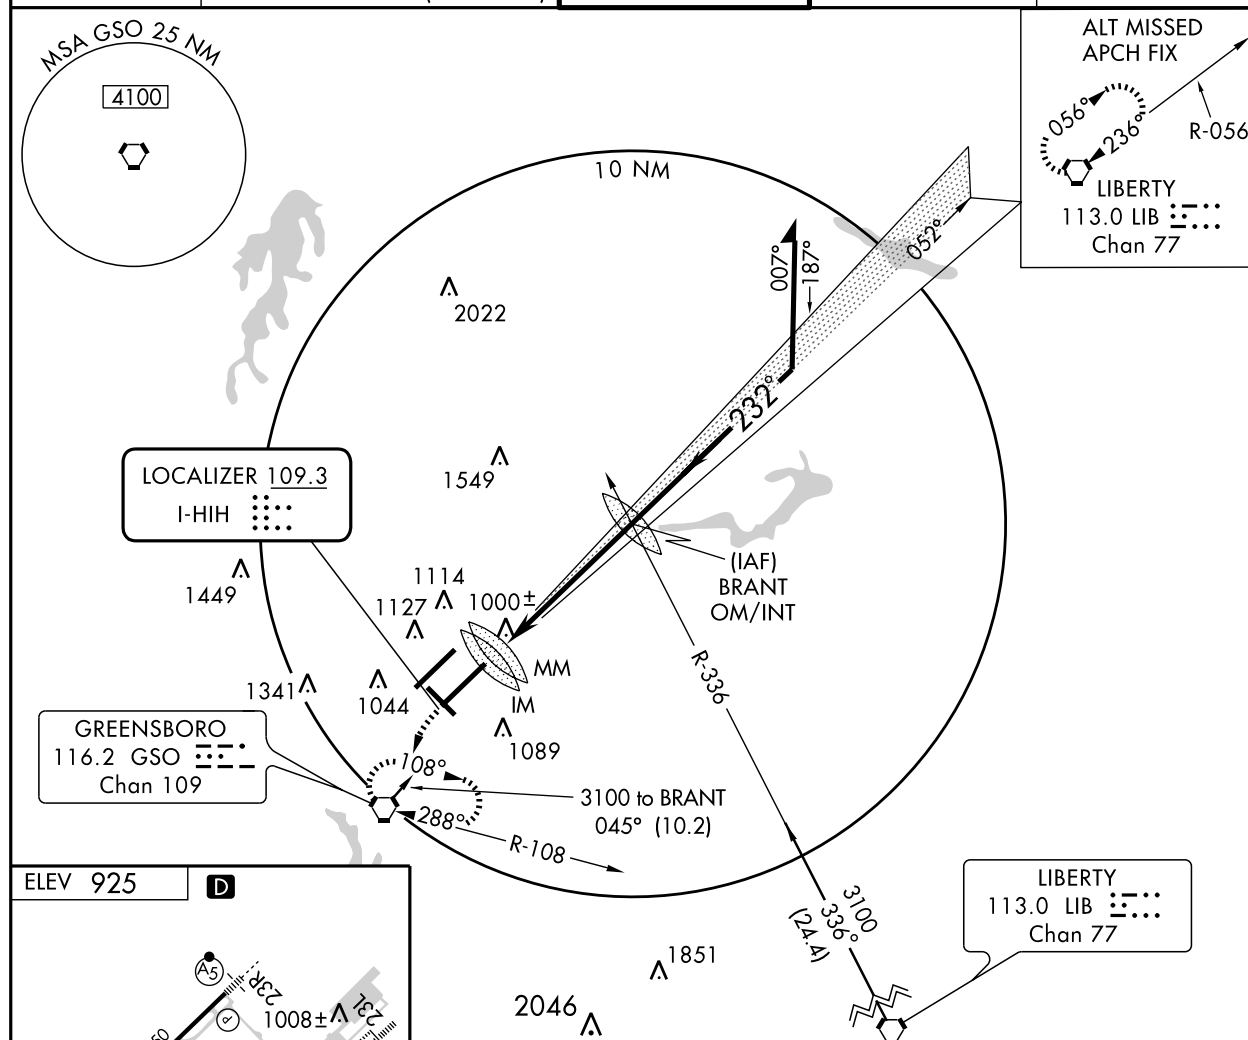 MSA GSO 25 NM
4100
ALT MISSED
APCH FIX
056°
236°
R-056
LIBERTY
113.0 LIB
Chan 77
10 NM
052°
007°
187°
2022
232°
LOCALIZER 109.3
I-HIH
1549
(IAF)
BRANT
OM/INT
1449
1114
1127
1000±
MM
IM
R-336
1341
1044
1089
GREENSBORO
116.2 GSO
Chan 109
108°
288°
R-108
3100 to BRANT
045° (10.2)
3100
336°
(24.4)
LIBERTY
113.0 LIB
Chan 77
ELEV 925
D
A5
23R
P
1008±
23L
1851
2046